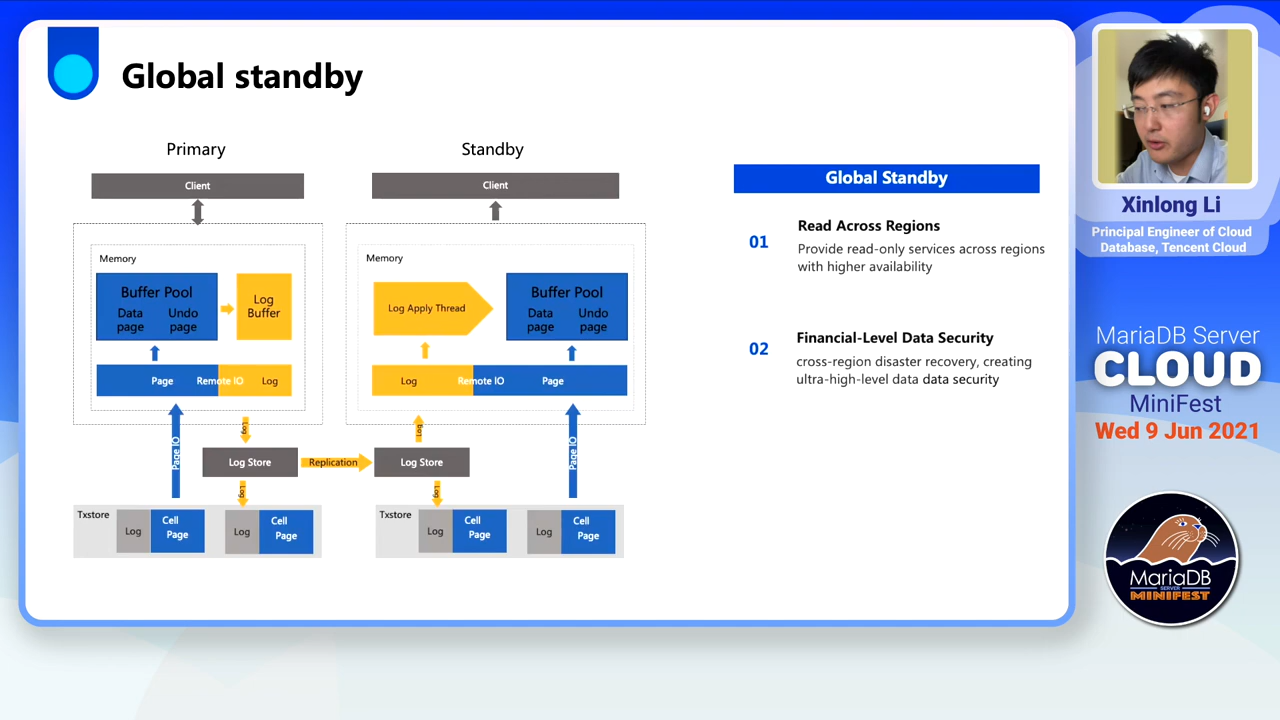 Global standby
Primary
Client
Memory
Buffer Pool
Data page
Undo page
Log Buffer
Page
Remote IO
Log
Page IO
Log
Log Store
Replication
Log
Txstore
Log
Cell Page
Log
Cell Page
Standby
Client
Memory
Log Apply Thread
Buffer Pool
Data page
Undo page
Log
Remote IO
Page
Log
Page IO
Log Store
Log
Txstore
Log
Cell Page
Log
Cell Page
Global Standby
01
Read Across Regions
Provide read-only services across regions
with higher availability
02
Financial-Level Data Security
cross-region disaster recovery, creating
ultra-high-level data data security
Xinlong Li
Principal Engineer of Cloud
Database, Tencent Cloud
MariaDB Server
CLOUD
MiniFest
Wed 9 Jun 2021
MariaDB
SERVER
MINIFEST